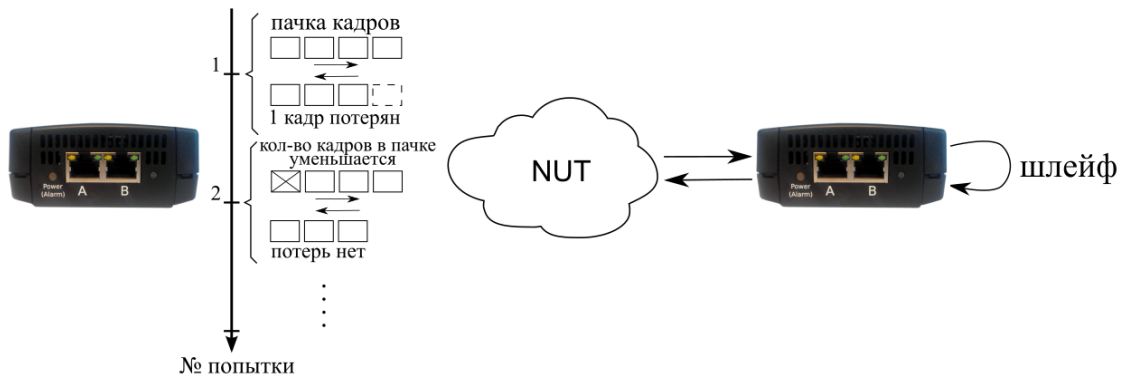 пачка кадров
1
1 кадр потерян
кол-во кадров в пачке
уменьшается
2
потерь нет
№ попытки
Power
(Alarm)
A
B
NUT
Power
(Alarm)
A
B
шлейф